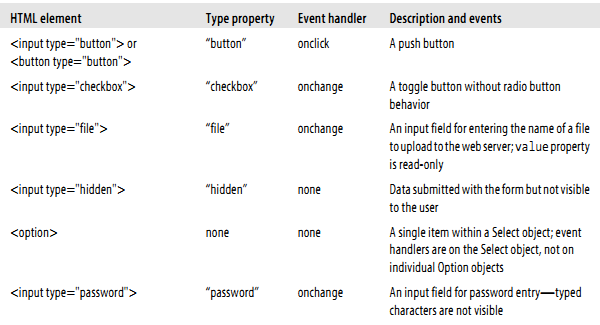 HTML element Type property Event handler Description and events
<input type="button"> or “button” onclick A push button
<button type="button">
<input type="checkbox"> “checkbox” onchange A toggle button without radio button
behavior
<input type="file"> “file” onchange An input field for entering the name of a file
to upload to the web server; value property
is read-only
<input type="hidden"> “hidden” none Data submitted with the form but not visible
to the user
<option> none none A single item within a Select object; event
handlers are on the Select object, not on
individual Option objects
<input type="password"> “password” onchange An input field for password entry—typed
characters are not visible